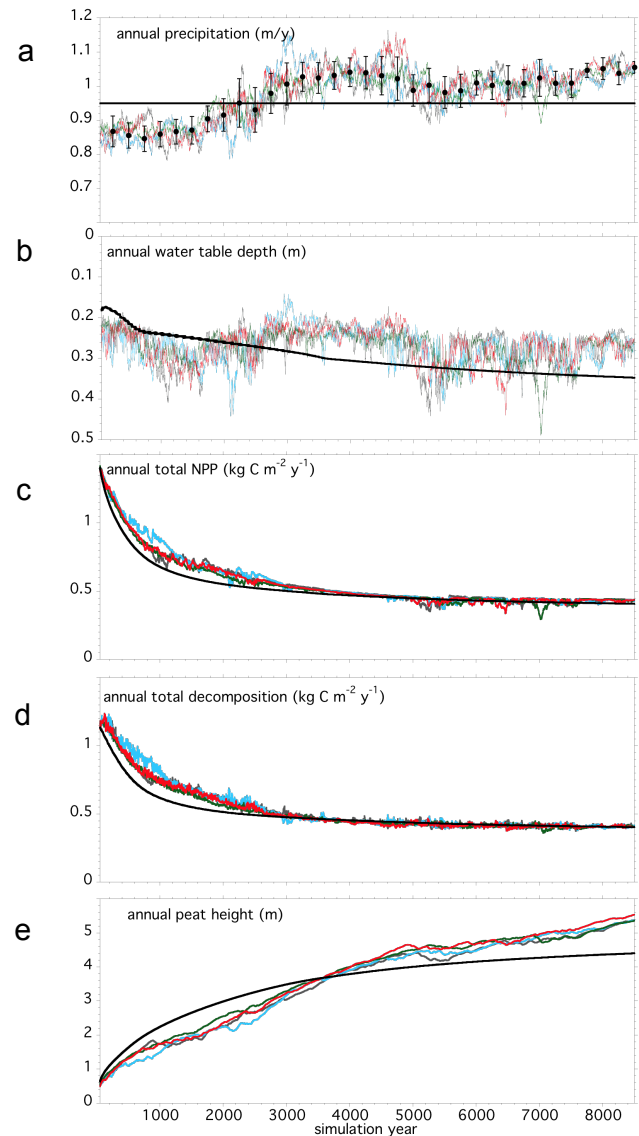 a
annual precipitation (m/y)
1.2
1.1
1
0.9
0.8
0.7
b
annual water table depth (m)
0
0.1
0.2
0.3
0.4
0.5
c
annual total NPP (kg C m-2 y-1)
1
0.5
0
d
annual total decomposition (kg C m-2 y-1)
1
0.5
0
e
annual peat height (m)
5
4
3
2
1
0
1000 2000 3000 4000 5000 6000 7000 8000
simulation year